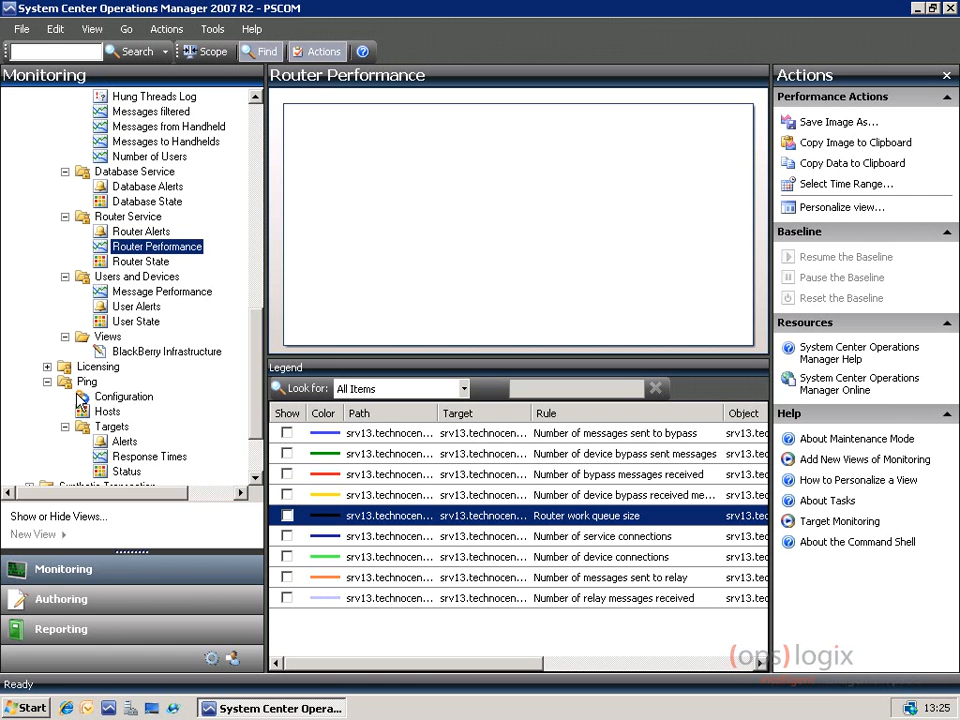 System Center Operations Manager 2007 R2 - PSCOM
File Edit View Go Actions Tools Help
Search Scope Find Actions
Monitoring
Hung Threads Log
Messages filtered
Messages from Handheld
Messages to Handhelds
Number of Users
Database Service
Database Alerts
Database State
Router Service
Router Alerts
Router Performance
Router State
Users and Devices
Message Performance
User Alerts
User State
Views
BlackBerry Infrastructure
Licensing
Ping
Configuration
Hosts
Targets
Alerts
Response Times
Status
Synthetic Transaction
Show or Hide Views...
New View
Monitoring
Authoring
Reporting
Router Performance
Legend
Look for: All Items
Show Color Path Target Rule Object
srv13.technocen... srv13.technocen... Number of messages sent to bypass srv13.tec
srv13.technocen... srv13.technocen... Number of device bypass sent messages srv13.tec
srv13.technocen... srv13.technocen... Number of bypass messages received srv13.tec
srv13.technocen... srv13.technocen... Number of device bypass received me... srv13.tec
srv13.technocen... srv13.technocen... Router work queue size srv13.tec
srv13.technocen... srv13.technocen... Number of service connections srv13.tec
srv13.technocen... srv13.technocen... Number of device connections srv13.tec
srv13.technocen... srv13.technocen... Number of messages sent to relay srv13.tec
srv13.technocen... srv13.technocen... Number of relay messages received srv13.tec
Actions
Performance Actions
Save Image As...
Copy Image to Clipboard
Copy Data to Clipboard
Select Time Range...
Personalize view...
Baseline
Resume the Baseline
Pause the Baseline
Reset the Baseline
Resources
System Center Operations
Manager Help
System Center Operations
Manager Online
Help
About Maintenance Mode
Add New Views of Monitoring
How to Personalize a View
About Tasks
Target Monitoring
About the Command Shell
(ops)logix
Ready
Start System Center Opera... 13:25